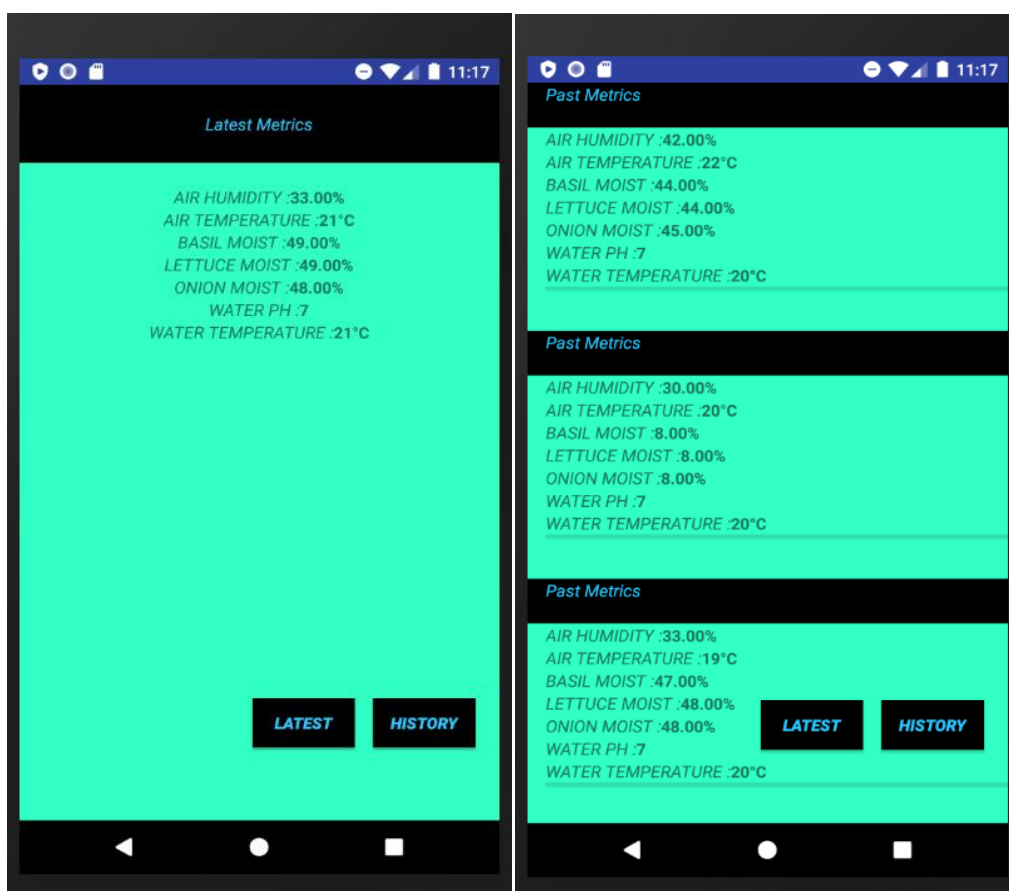 11:17
Latest Metrics
AIR HUMIDITY :33.00%
AIR TEMPERATURE :21°C
BASIL MOIST :49.00%
LETTUCE MOIST :49.00%
ONION MOIST :48.00%
WATER PH :7
WATER TEMPERATURE :21°C
LATEST HISTORY
11:17
Past Metrics
AIR HUMIDITY :42.00%
AIR TEMPERATURE :22°C
BASIL MOIST :44.00%
LETTUCE MOIST :44.00%
ONION MOIST :45.00%
WATER PH :7
WATER TEMPERATURE :20°C
Past Metrics
AIR HUMIDITY :30.00%
AIR TEMPERATURE :20°C
BASIL MOIST :8.00%
LETTUCE MOIST :8.00%
ONION MOIST :8.00%
WATER PH :7
WATER TEMPERATURE :20°C
Past Metrics
AIR HUMIDITY :33.00%
AIR TEMPERATURE :19°C
BASIL MOIST :47.00%
LETTUCE MOIST :48.00%
ONION MOIST :48.00%
WATER PH :7
WATER TEMPERATURE :20°C
LATEST HISTORY